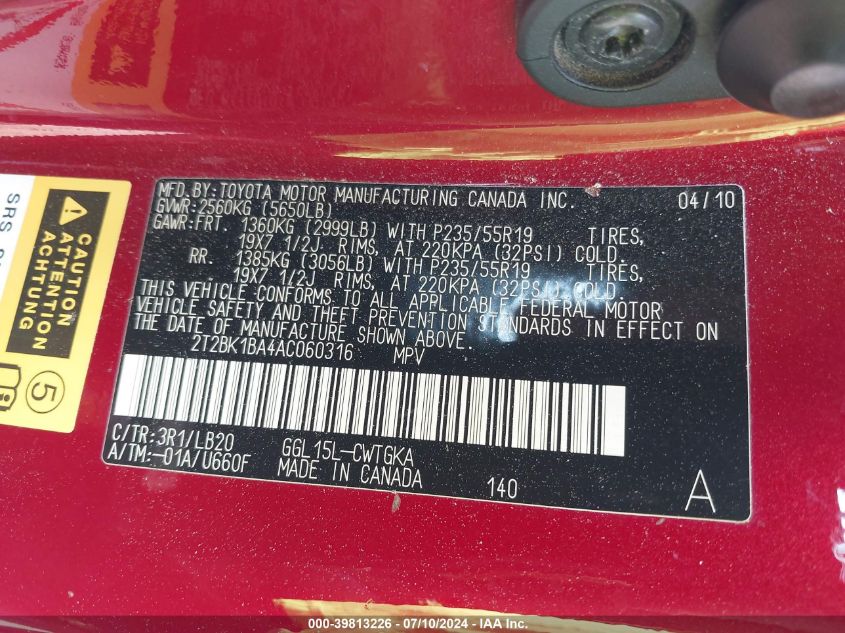 MFD. BY: TOYOTA MOTOR MANUFACTURING CANADA INC. 04/10
GVWR: 2560KG (5650LB)
GAWR: FRT. 1360KG (2999LB) WITH P235/55R19 TIRES,
19X7 1/2J RIMS, AT 220KPA (32PSI) COLD.
RR. 1385KG (3056LB) WITH P235/55R19 TIRES,
19X7 1/2J RIMS, AT 220KPA (32PSI) COLD.
THIS VEHICLE CONFORMS TO ALL APPLICABLE FEDERAL MOTOR
VEHICLE SAFETY AND THEFT PREVENTION STANDARDS IN EFFECT ON
THE DATE OF MANUFACTURE SHOWN ABOVE.
2T2BK1BA4AC060316 MPV
C/TR: 3R1/LB20 GGL15L-CWTGKA
A/TM: -01A/U660F MADE IN CANADA 140 A
SRS
CAUTION
ATTENTION
ACHTUNG
5
000-39813226 / 07/10/2024 / IAA Inc.